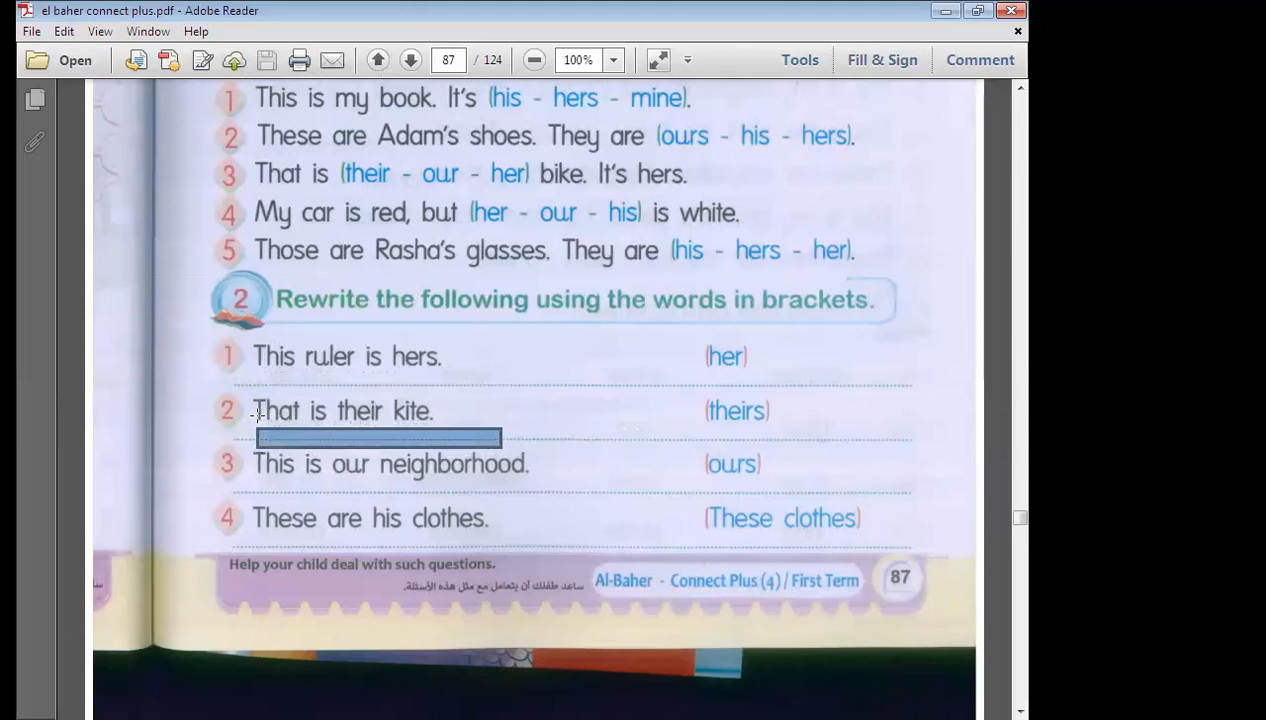 el baher connect plus.pdf - Adobe Reader
File Edit View Window Help
Open 87 / 124 100% Tools Fill & Sign Comment
1 This is my book. It's (his - hers - mine).
2 These are Adam's shoes. They are (ours - his - hers).
3 That is (their - our - her) bike. It's hers.
4 My car is red, but (her - our - his) is white.
5 Those are Rasha's glasses. They are (his - hers - her).
2 Rewrite the following using the words in brackets.
1 This ruler is hers. (her)
2 That is their kite. (theirs)
3 This is our neighborhood. (ours)
4 These are his clothes. (These clothes)
Help your child deal with such questions.
ساعد طفلك أن يتعامل مع مثل هذه الأسئلة.
Al-Baher - Connect Plus (4) / First Term 87